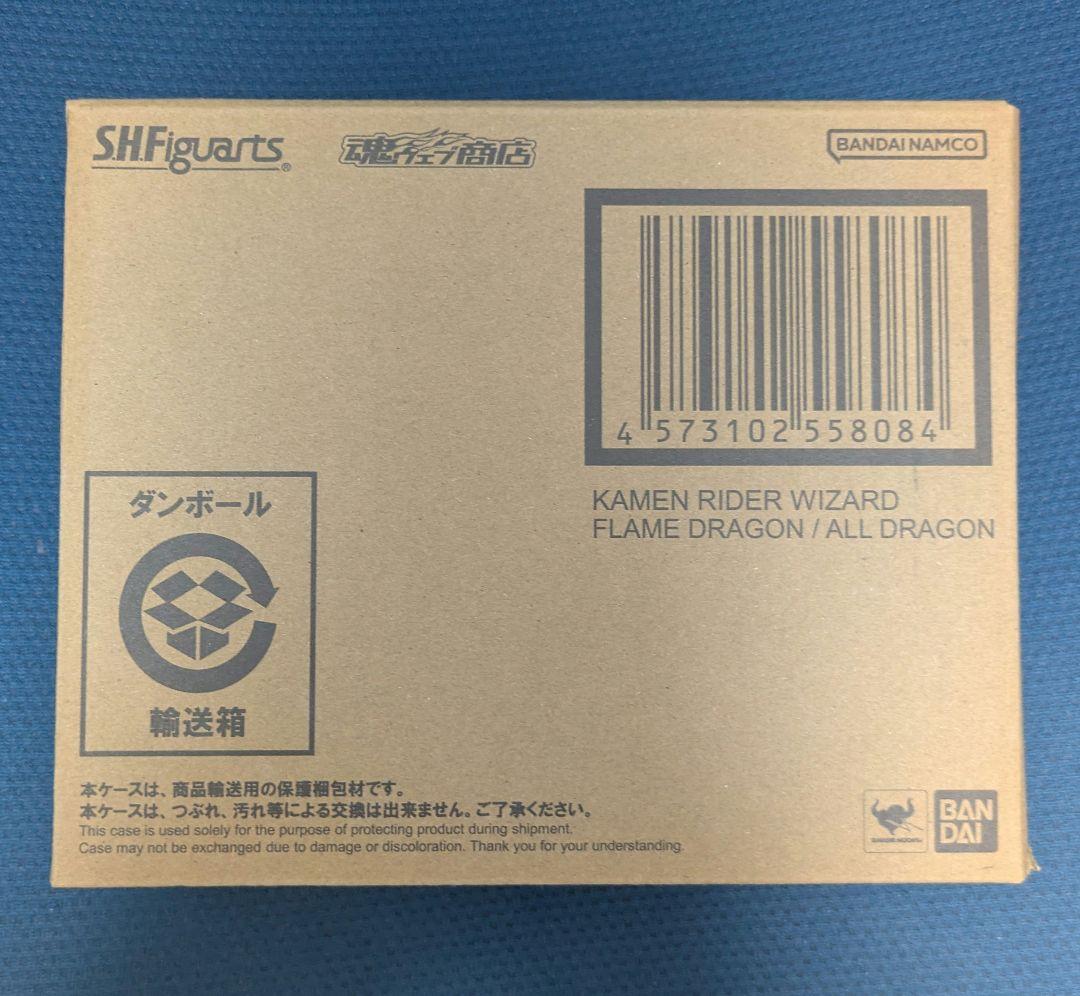 S.H.Figuarts®
魂ウェブ商店
BANDAI NAMCO
4 573102 558084
KAMEN RIDER WIZARD
FLAME DRAGON / ALL DRAGON
ダンボール
輸送箱
本ケースは、商品輸送用の保護梱包材です。
本ケースは、つぶれ、汚れ等による交換は出来ません。ご了承ください。
This case is used solely for the purpose of protecting product during shipment.
Case may not be exchanged due to damage or discoloration. Thank you for your understanding.
BAN
DAI